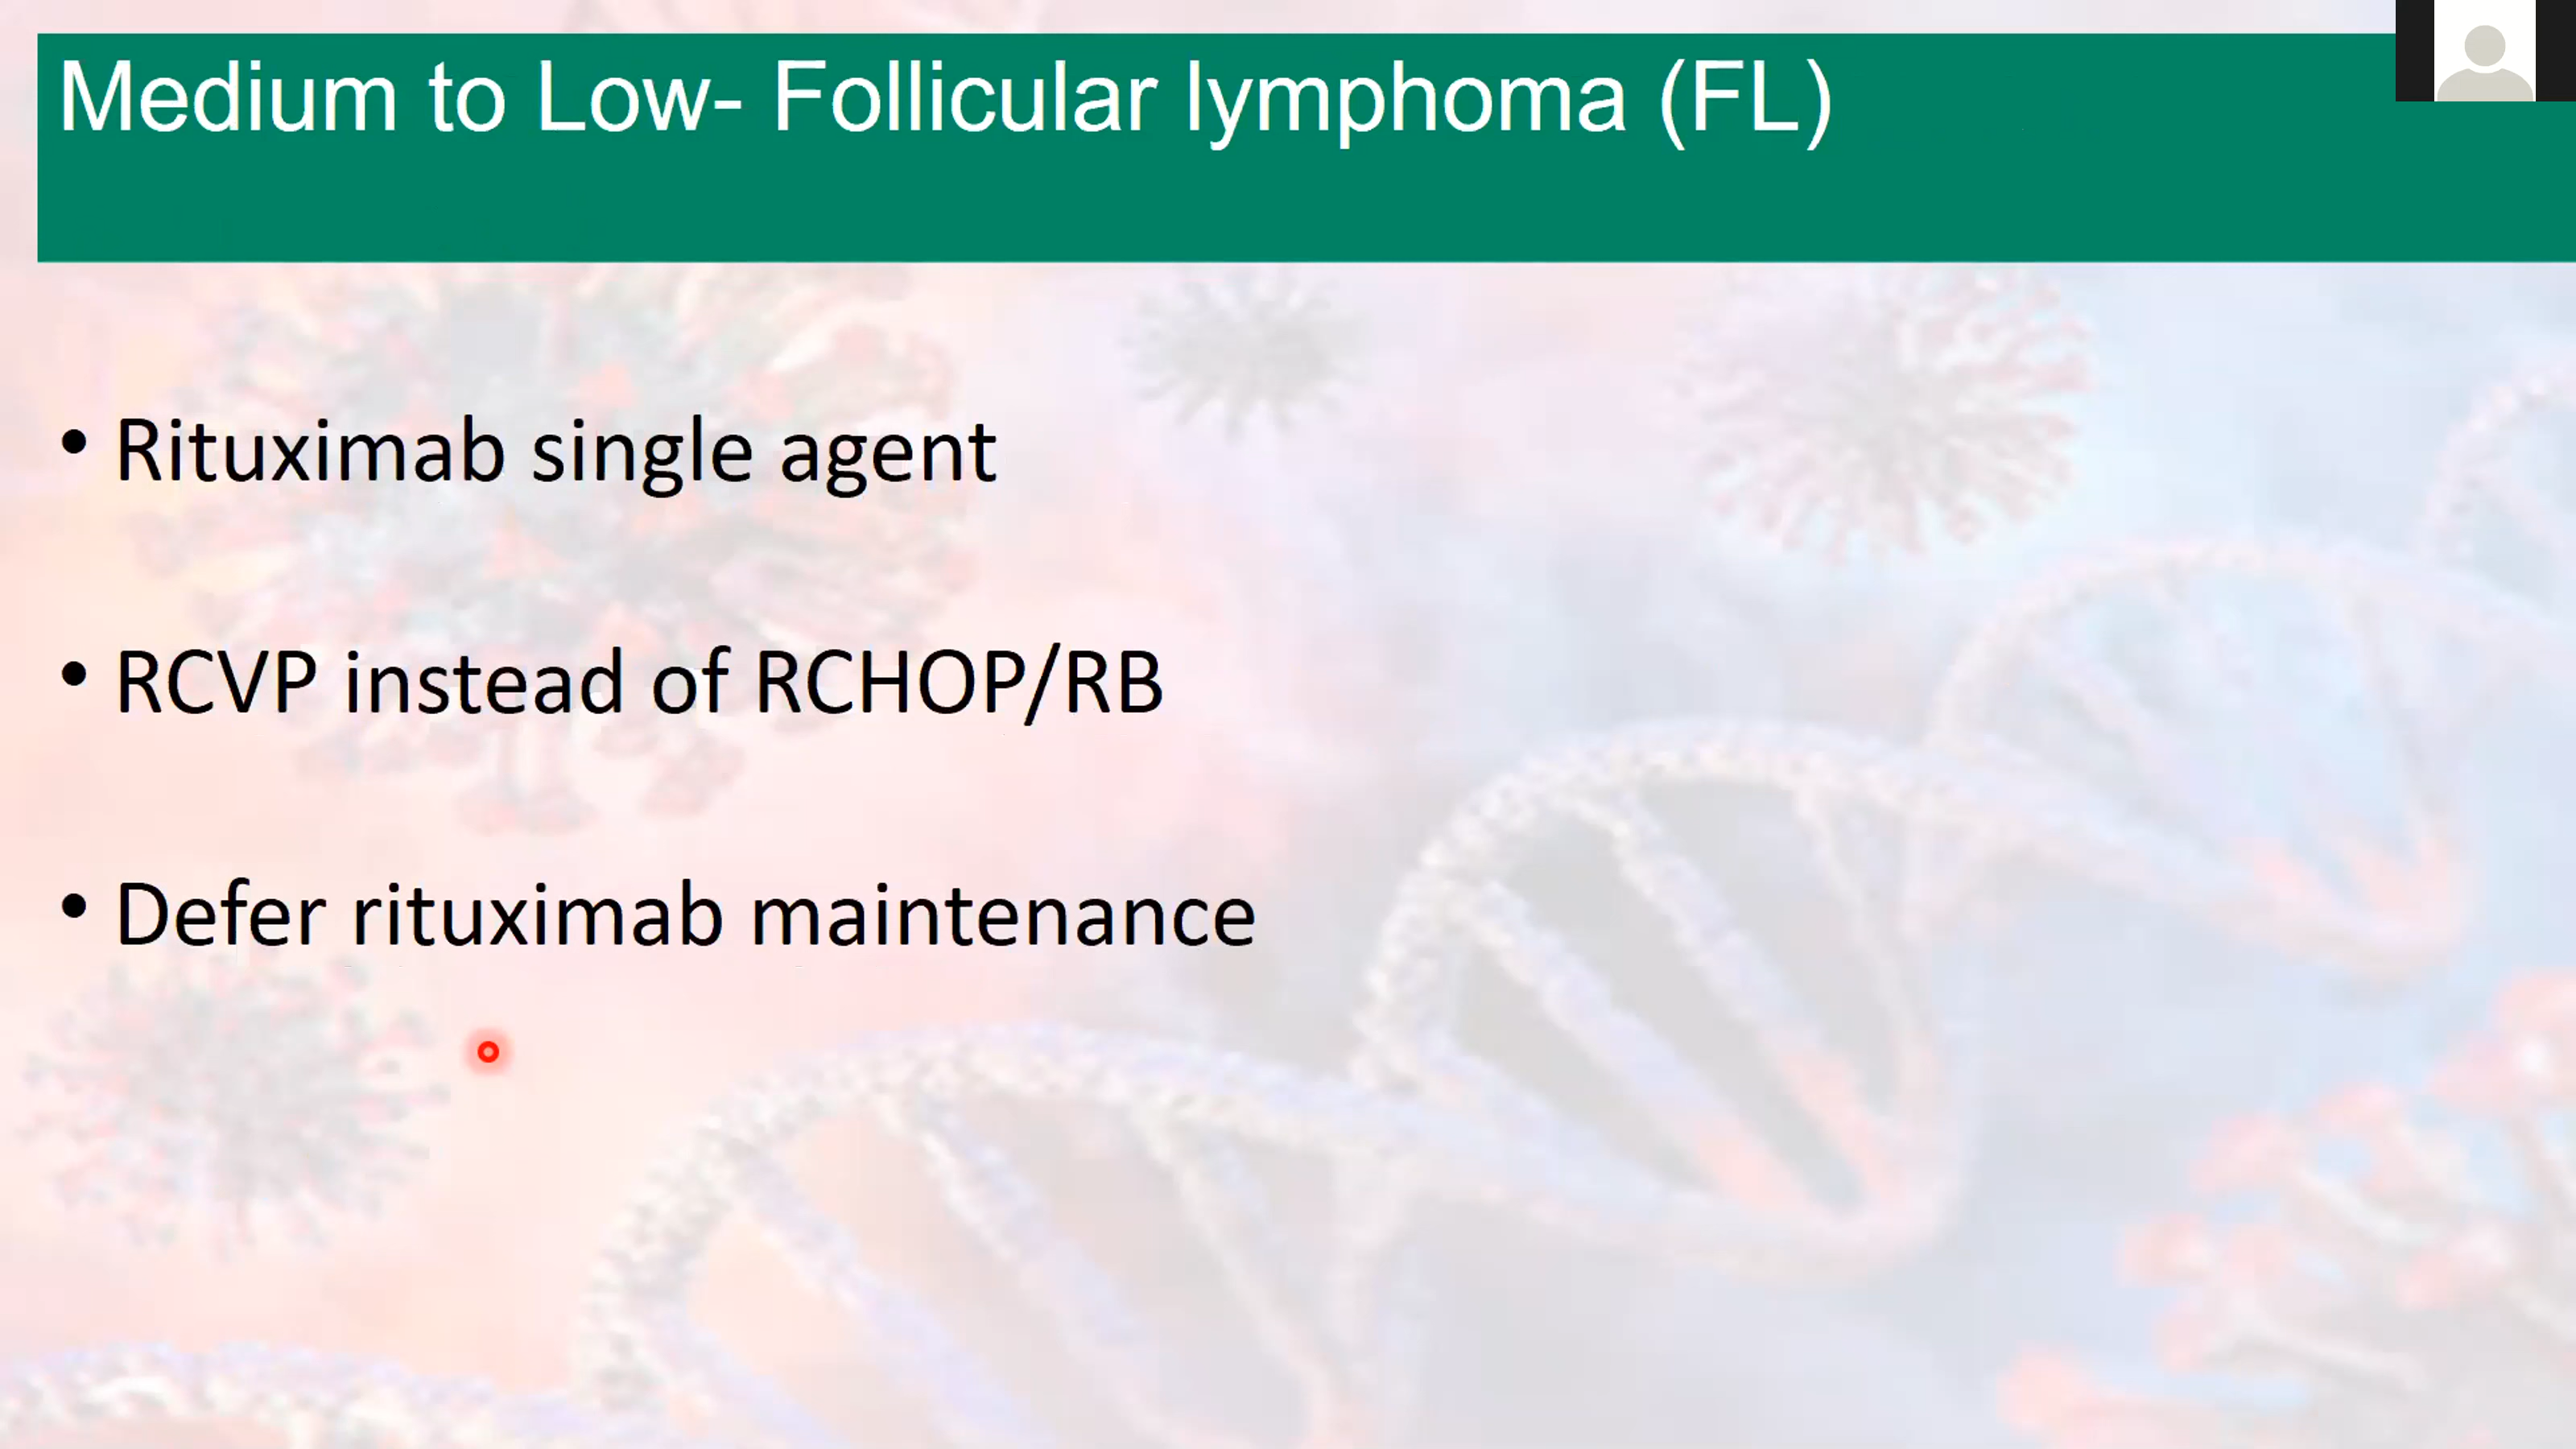 Medium to Low- Follicular lymphoma (FL)
• Rituximab single agent
• RCVP instead of RCHOP/RB
• Defer rituximab maintenance